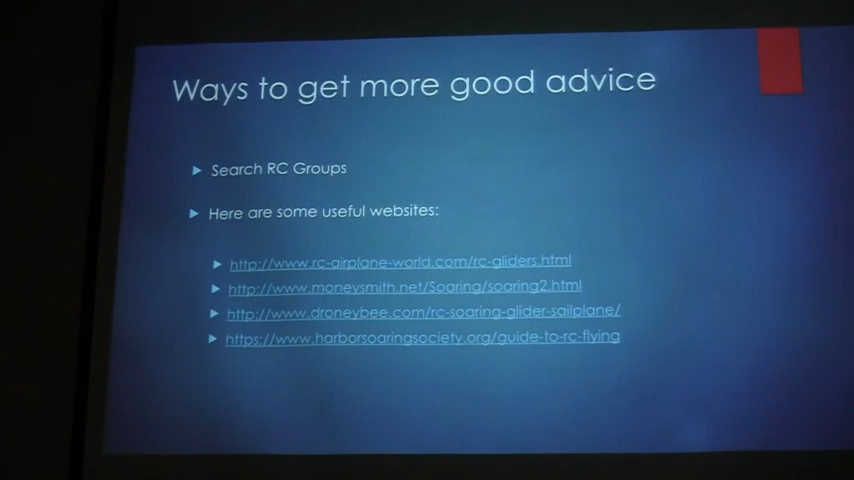 Ways to get more good advice
Search RC Groups
Here are some useful websites:
http://www.rc-airplane-world.com/rc-gliders.html
http://www.moneysmith.net/Soaring/soaring2.html
http://www.droneybee.com/rc-soaring-glider-sailplane/
https://www.harborsoaringsociety.org/guide-to-rc-flying